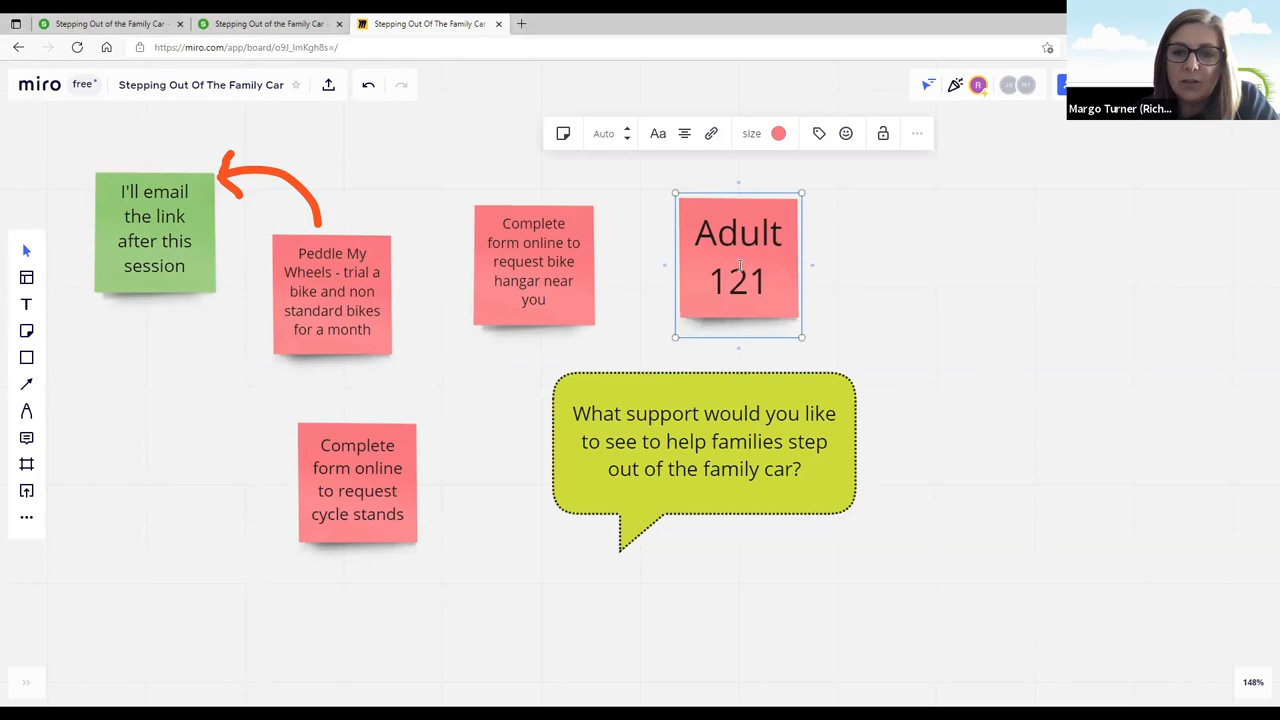 Stepping Out of the Family Car -
Stepping Out of the Family Car -
Stepping Out Of The Family Car
https://miro.com/app/board/o9J_lmKgh8s=/
miro
free
Stepping Out Of The Family Car
R
Margo Turner (Rich...
Auto
Aa
size
I'll email
the link
after this
session
Peddle My
Wheels - trial a
bike and non
standard bikes
for a month
Complete
form online to
request bike
hangar near
you
Adult
121
Complete
form online
to request
cycle stands
What support would you like
to see to help families step
out of the family car?
148%